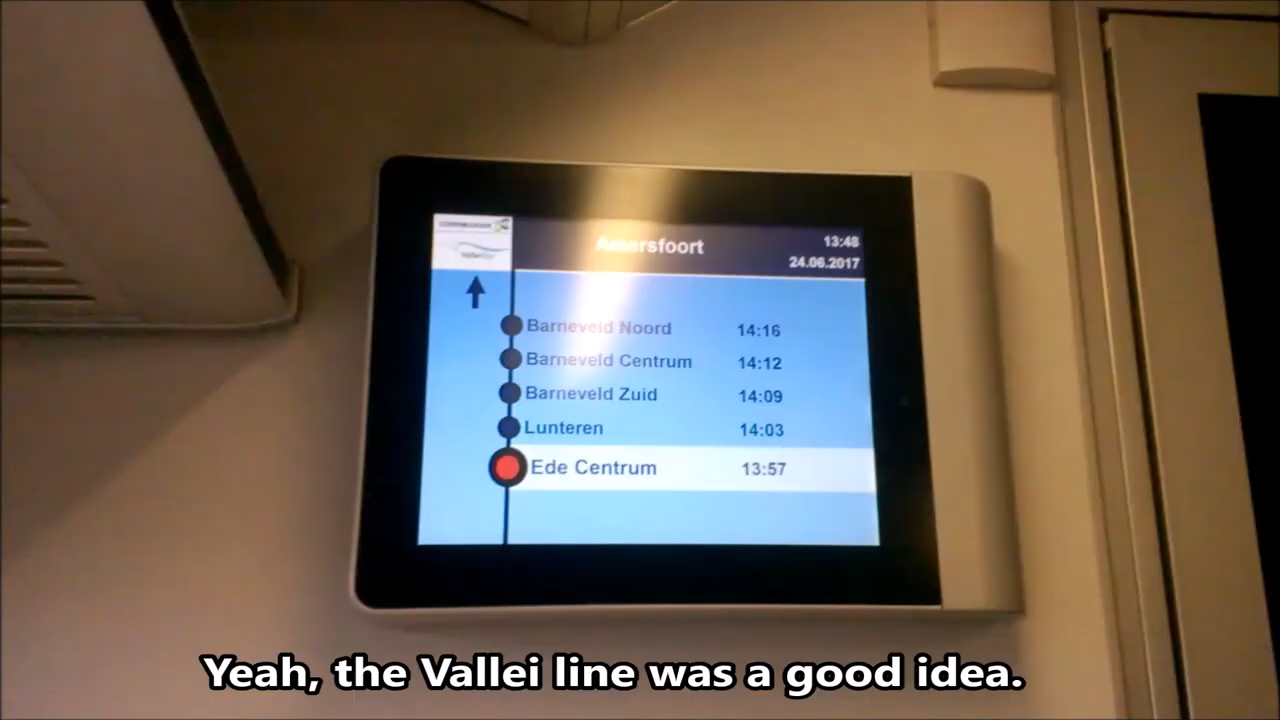 connexxion
Amersfoort
13:48
24.06.2017
Barneveld Noord 14:16
Barneveld Centrum 14:12
Barneveld Zuid 14:09
Lunteren 14:03
Ede Centrum 13:57
Yeah, the Vallei line was a good idea.